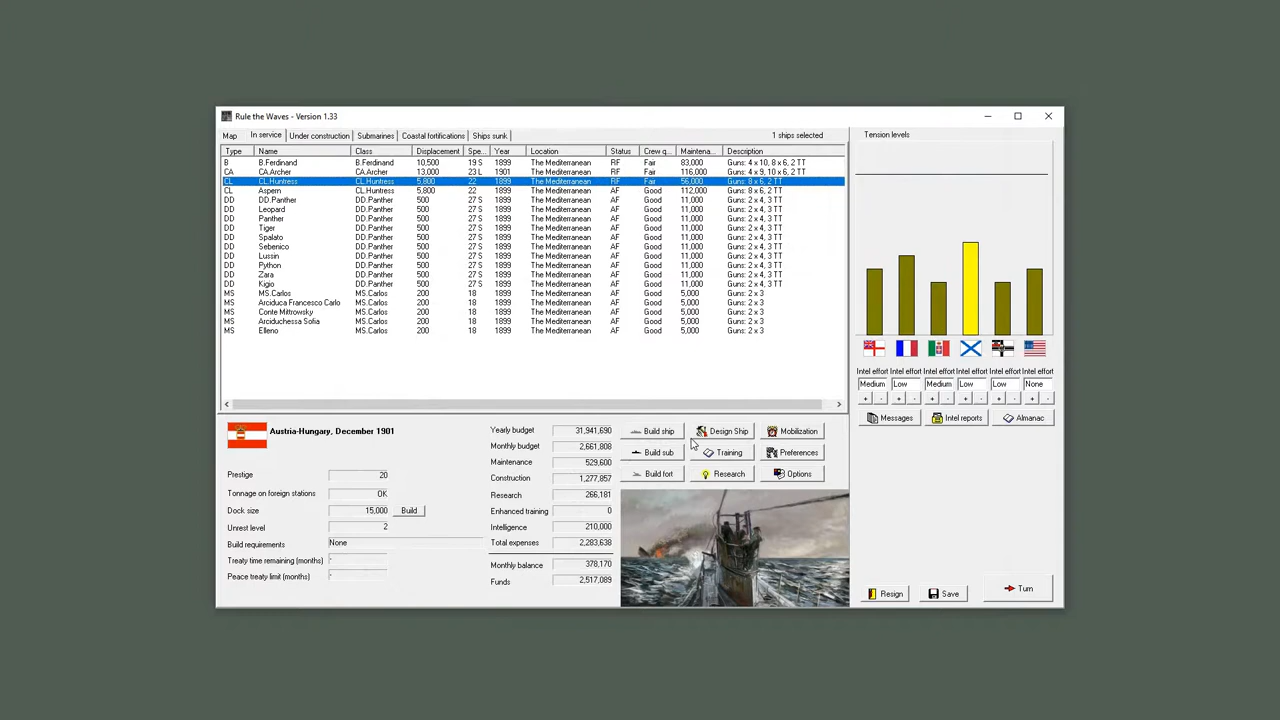 Rule the Waves - Version 1.33
Map In service Under construction Submarines Coastal fortifications Ships sunk 1 ships selected
Type Name Class Displacement Spe... Year Location Status Crew q... Maintena... Description
B B.Ferdinand B.Ferdinand 10,500 19 S 1899 The Mediterranean RF Fair 83,000 Guns: 4 x 10, 8 x 6, 2 TT
CA CA.Archer CA.Archer 13,000 23 L 1901 The Mediterranean RF Fair 116,000 Guns: 4 x 9, 10 x 6, 2 TT
CL CL.Huntress CL.Huntress 5,800 22 1899 The Mediterranean RF Fair 56,000 Guns: 8 x 6, 2 TT
CL Aspern CL.Huntress 5,800 22 1899 The Mediterranean AF Good 112,000 Guns: 8 x 6, 2 TT
DD DD.Panther DD.Panther 500 27 S 1899 The Mediterranean AF Good 11,000 Guns: 2 x 4, 3 TT
DD Leopard DD.Panther 500 27 S 1899 The Mediterranean AF Good 11,000 Guns: 2 x 4, 3 TT
DD Panther DD.Panther 500 27 S 1899 The Mediterranean AF Good 11,000 Guns: 2 x 4, 3 TT
DD Tiger DD.Panther 500 27 S 1899 The Mediterranean AF Good 11,000 Guns: 2 x 4, 3 TT
DD Spalato DD.Panther 500 27 S 1899 The Mediterranean AF Good 11,000 Guns: 2 x 4, 3 TT
DD Sebenico DD.Panther 500 27 S 1899 The Mediterranean AF Good 11,000 Guns: 2 x 4, 3 TT
DD Lussin DD.Panther 500 27 S 1899 The Mediterranean AF Good 11,000 Guns: 2 x 4, 3 TT
DD Python DD.Panther 500 27 S 1899 The Mediterranean AF Good 11,000 Guns: 2 x 4, 3 TT
DD Zara DD.Panther 500 27 S 1899 The Mediterranean AF Good 11,000 Guns: 2 x 4, 3 TT
DD Kigio DD.Panther 500 27 S 1899 The Mediterranean AF Good 11,000 Guns: 2 x 4, 3 TT
MS MS.Carlos MS.Carlos 200 18 1899 The Mediterranean AF Good 5,000 Guns: 2 x 3
MS Arciduca Francesco Carlo MS.Carlos 200 18 1899 The Mediterranean AF Good 5,000 Guns: 2 x 3
MS Conte Mittrowsky MS.Carlos 200 18 1899 The Mediterranean AF Good 5,000 Guns: 2 x 3
MS Arciduchessa Sofia MS.Carlos 200 18 1899 The Mediterranean AF Good 5,000 Guns: 2 x 3
MS Elleno MS.Carlos 200 18 1899 The Mediterranean AF Good 5,000 Guns: 2 x 3
Tension levels
Intel effort Intel effort Intel effort Intel effort Intel effort Intel effort
Medium Low Medium Low Low None
+ - + - + - + - + - + -
Messages Intel reports Almanac
Austria-Hungary, December 1901
Prestige 20
Tonnage on foreign stations OK
Dock size 15,000 Build
Unrest level 2
Build requirements None
Treaty time remaining (months) -
Peace treaty limit (months) -
Yearly budget 31,941,690
Monthly budget 2,661,808
Maintenance 529,600
Construction 1,277,857
Research 266,181
Enhanced training 0
Intelligence 210,000
Total expenses 2,283,638
Monthly balance 378,170
Funds 2,517,089
Build ship Design Ship Mobilization
Build sub Training Preferences
Build fort Research Options
Resign Save Turn